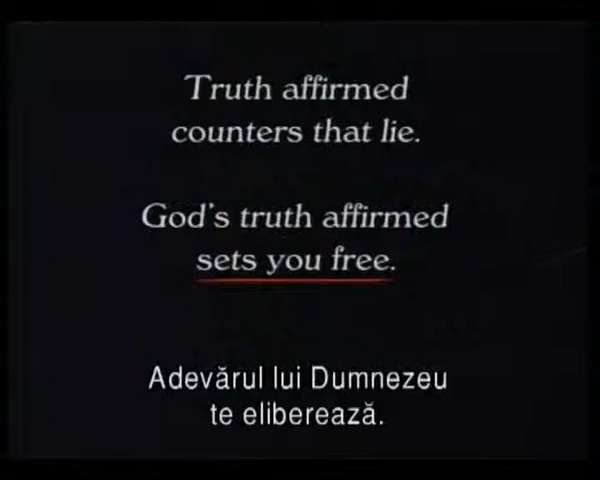 Truth affirmed
counters that lie.
God's truth affirmed
sets you free.
Adevărul lui Dumnezeu
te eliberează.